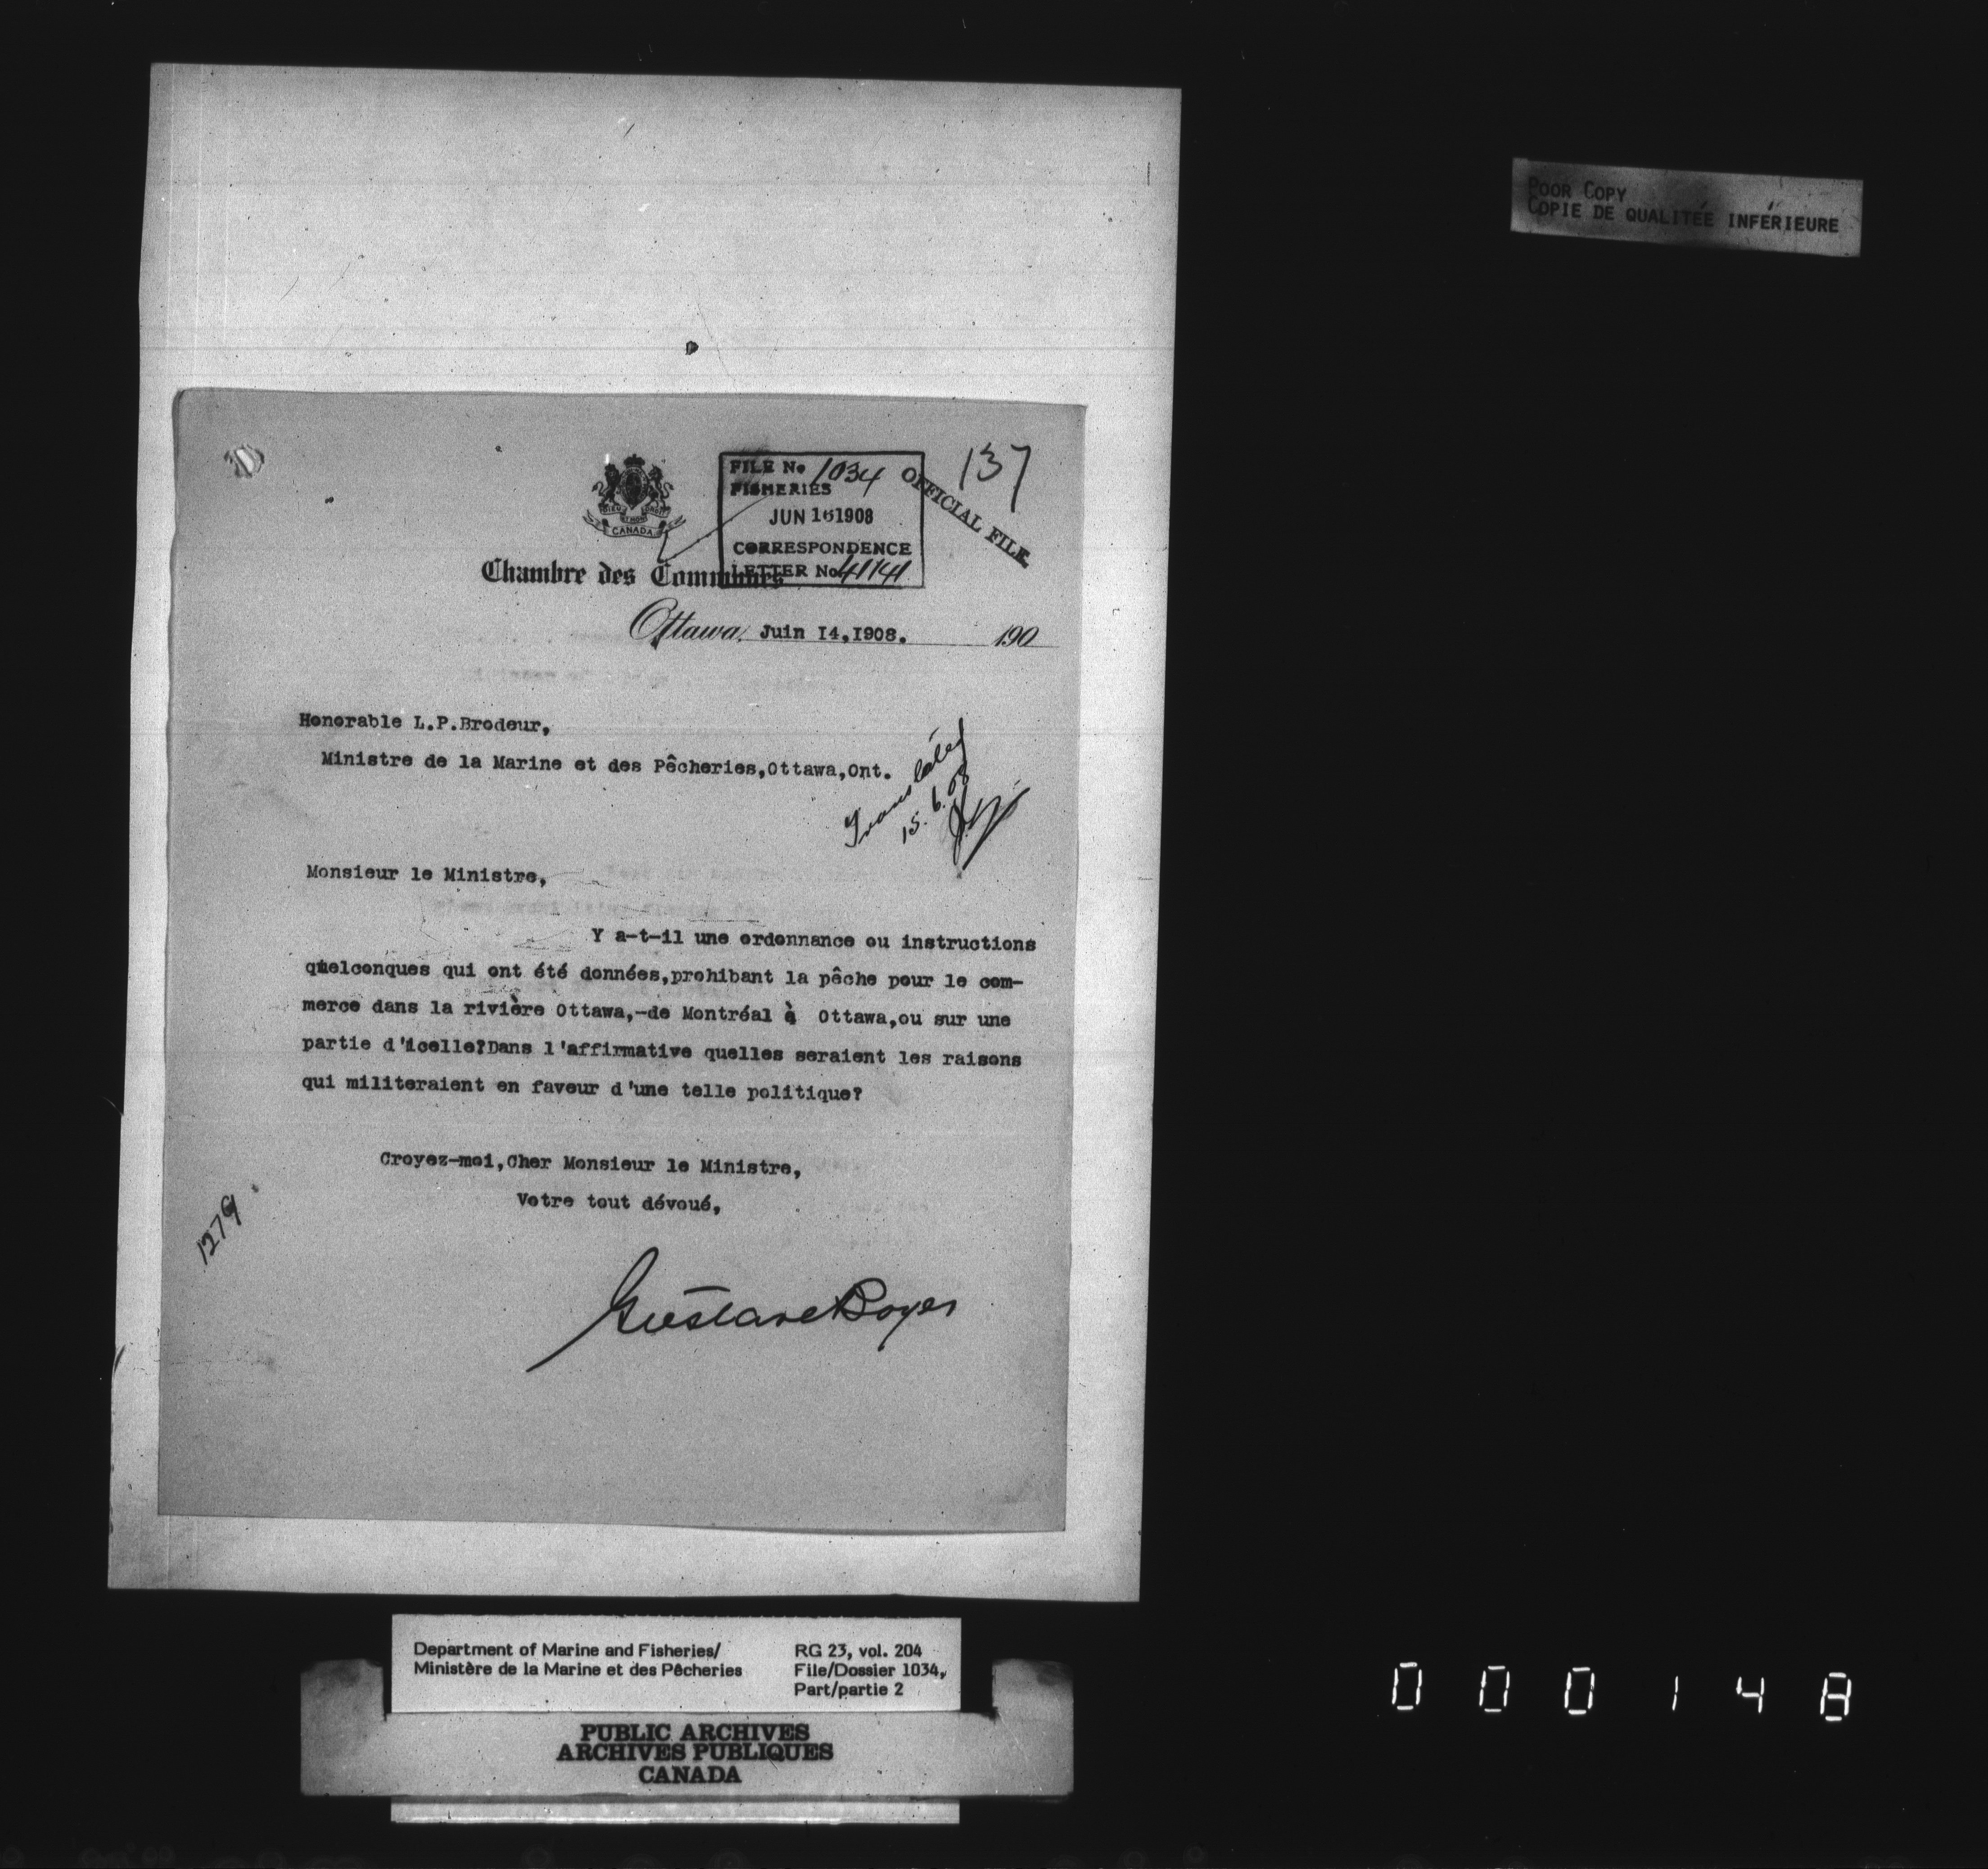 POOR COPY
COPIE DE QUALITÉE INFÉRIEURE
137
FILE No 1034
FISHERIES
JUN 16 1908
CORRESPONDENCE
LETTER No 41141
OFFICIAL FILE
CANADA
Chambre des Communes
Ottawa, Juin 14,1908. 190
Honorable L.P.Brodeur,
Ministre de la Marine et des Pêcheries,Ottawa,Ont.
Translated
15.6.08
Monsieur le Ministre,
Y a-t-il une ordonnance ou instructions
quelconques qui ont été données,prohibant la pêche pour le com-
merce dans la rivière Ottawa,-de Montréal à Ottawa,ou sur une
partie d'icelle?Dans l'affirmative quelles seraient les raisons
qui militeraient en faveur d'une telle politique?
Croyez-moi,Cher Monsieur le Ministre,
Votre tout dévoué,
1279
Gustave Boyer
Department of Marine and Fisheries/
Ministère de la Marine et des Pêcheries
RG 23, vol. 204
File/Dossier 1034,
Part/partie 2
PUBLIC ARCHIVES
ARCHIVES PUBLIQUES
CANADA
000148